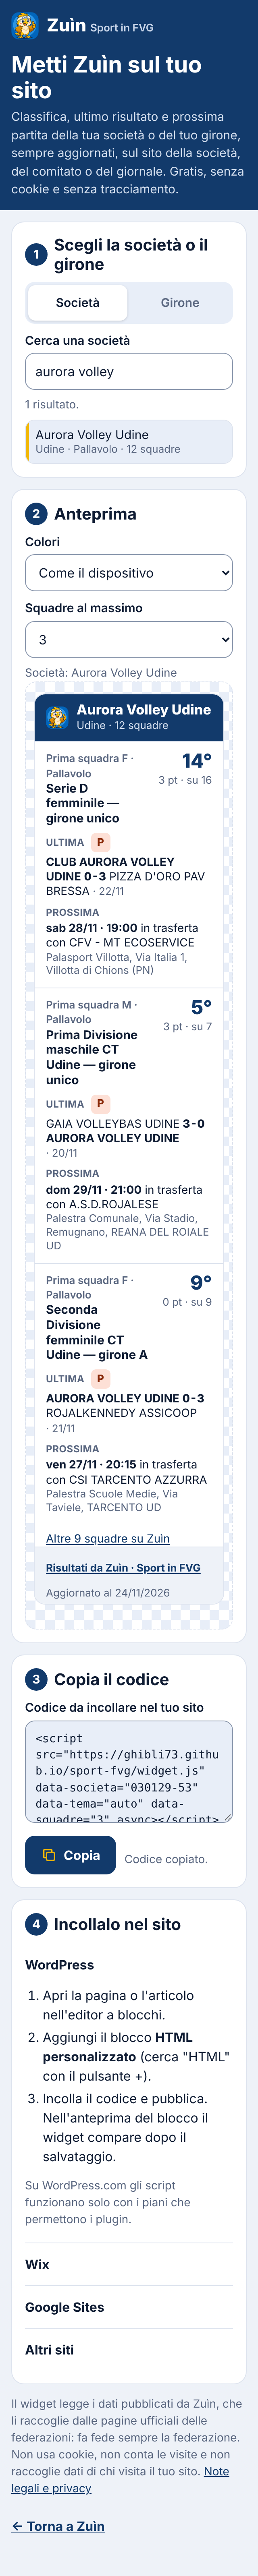 Zuìn Sport in FVG
Metti Zuìn sul tuo
sito
Classifica, ultimo risultato e prossima
partita della tua società o del tuo girone,
sempre aggiornati, sul sito della società,
del comitato o del giornale. Gratis, senza
cookie e senza tracciamento.
1 Scegli la società o il
girone
Società Girone
Cerca una società
aurora volley
1 risultato.
Aurora Volley Udine
Udine · Pallavolo · 12 squadre
2 Anteprima
Colori
Come il dispositivo
Squadre al massimo
3
Società: Aurora Volley Udine
Aurora Volley Udine
Udine · 12 squadre
Prima squadra F ·
Pallavolo
Serie D
femminile —
girone unico
14°
3 pt · su 16
ULTIMA P
CLUB AURORA VOLLEY
UDINE 0-3 PIZZA D'ORO PAV
BRESSA · 22/11
PROSSIMA
sab 28/11 · 19:00 in trasferta
con CFV - MT ECOSERVICE
Palasport Villotta, Via Italia 1,
Villotta di Chions (PN)
Prima squadra M ·
Pallavolo
Prima Divisione
maschile CT
Udine — girone
unico
5°
3 pt · su 7
ULTIMA P
GAIA VOLLEYBAS UDINE 3-0
AURORA VOLLEY UDINE
· 20/11
PROSSIMA
dom 29/11 · 21:00 in trasferta
con A.S.D.ROJALESE
Palestra Comunale, Via Stadio,
Remugnano, REANA DEL ROIALE
UD
Prima squadra F ·
Pallavolo
Seconda
Divisione
femminile CT
Udine — girone A
9°
0 pt · su 9
ULTIMA P
AURORA VOLLEY UDINE 0-3
ROJALKENNEDY ASSICOOP
· 21/11
PROSSIMA
ven 27/11 · 20:15 in trasferta
con CSI TARCENTO AZZURRA
Palestra Scuole Medie, Via
Taviele, TARCENTO UD
Altre 9 squadre su Zuìn
Risultati da Zuìn · Sport in FVG
Aggiornato al 24/11/2026
3 Copia il codice
Codice da incollare nel tuo sito
<script
src="https://ghibli73.githu
b.io/sport-fvg/widget.js"
data-societa="030129-53"
data-tema="auto" data-
squadre="3" async></script>
Copia Codice copiato.
4 Incollalo nel sito
WordPress
1. Apri la pagina o l'articolo
nell'editor a blocchi.
2. Aggiungi il blocco HTML
personalizzato (cerca "HTML"
con il pulsante +).
3. Incolla il codice e pubblica.
Nell'anteprima del blocco il
widget compare dopo il
salvataggio.
Su WordPress.com gli script
funzionano solo con i piani che
permettono i plugin.
Wix
Google Sites
Altri siti
Il widget legge i dati pubblicati da Zuìn, che
li raccoglie dalle pagine ufficiali delle
federazioni: fa fede sempre la federazione.
Non usa cookie, non conta le visite e non
raccoglie dati di chi visita il tuo sito. Note
legali e privacy
← Torna a Zuìn